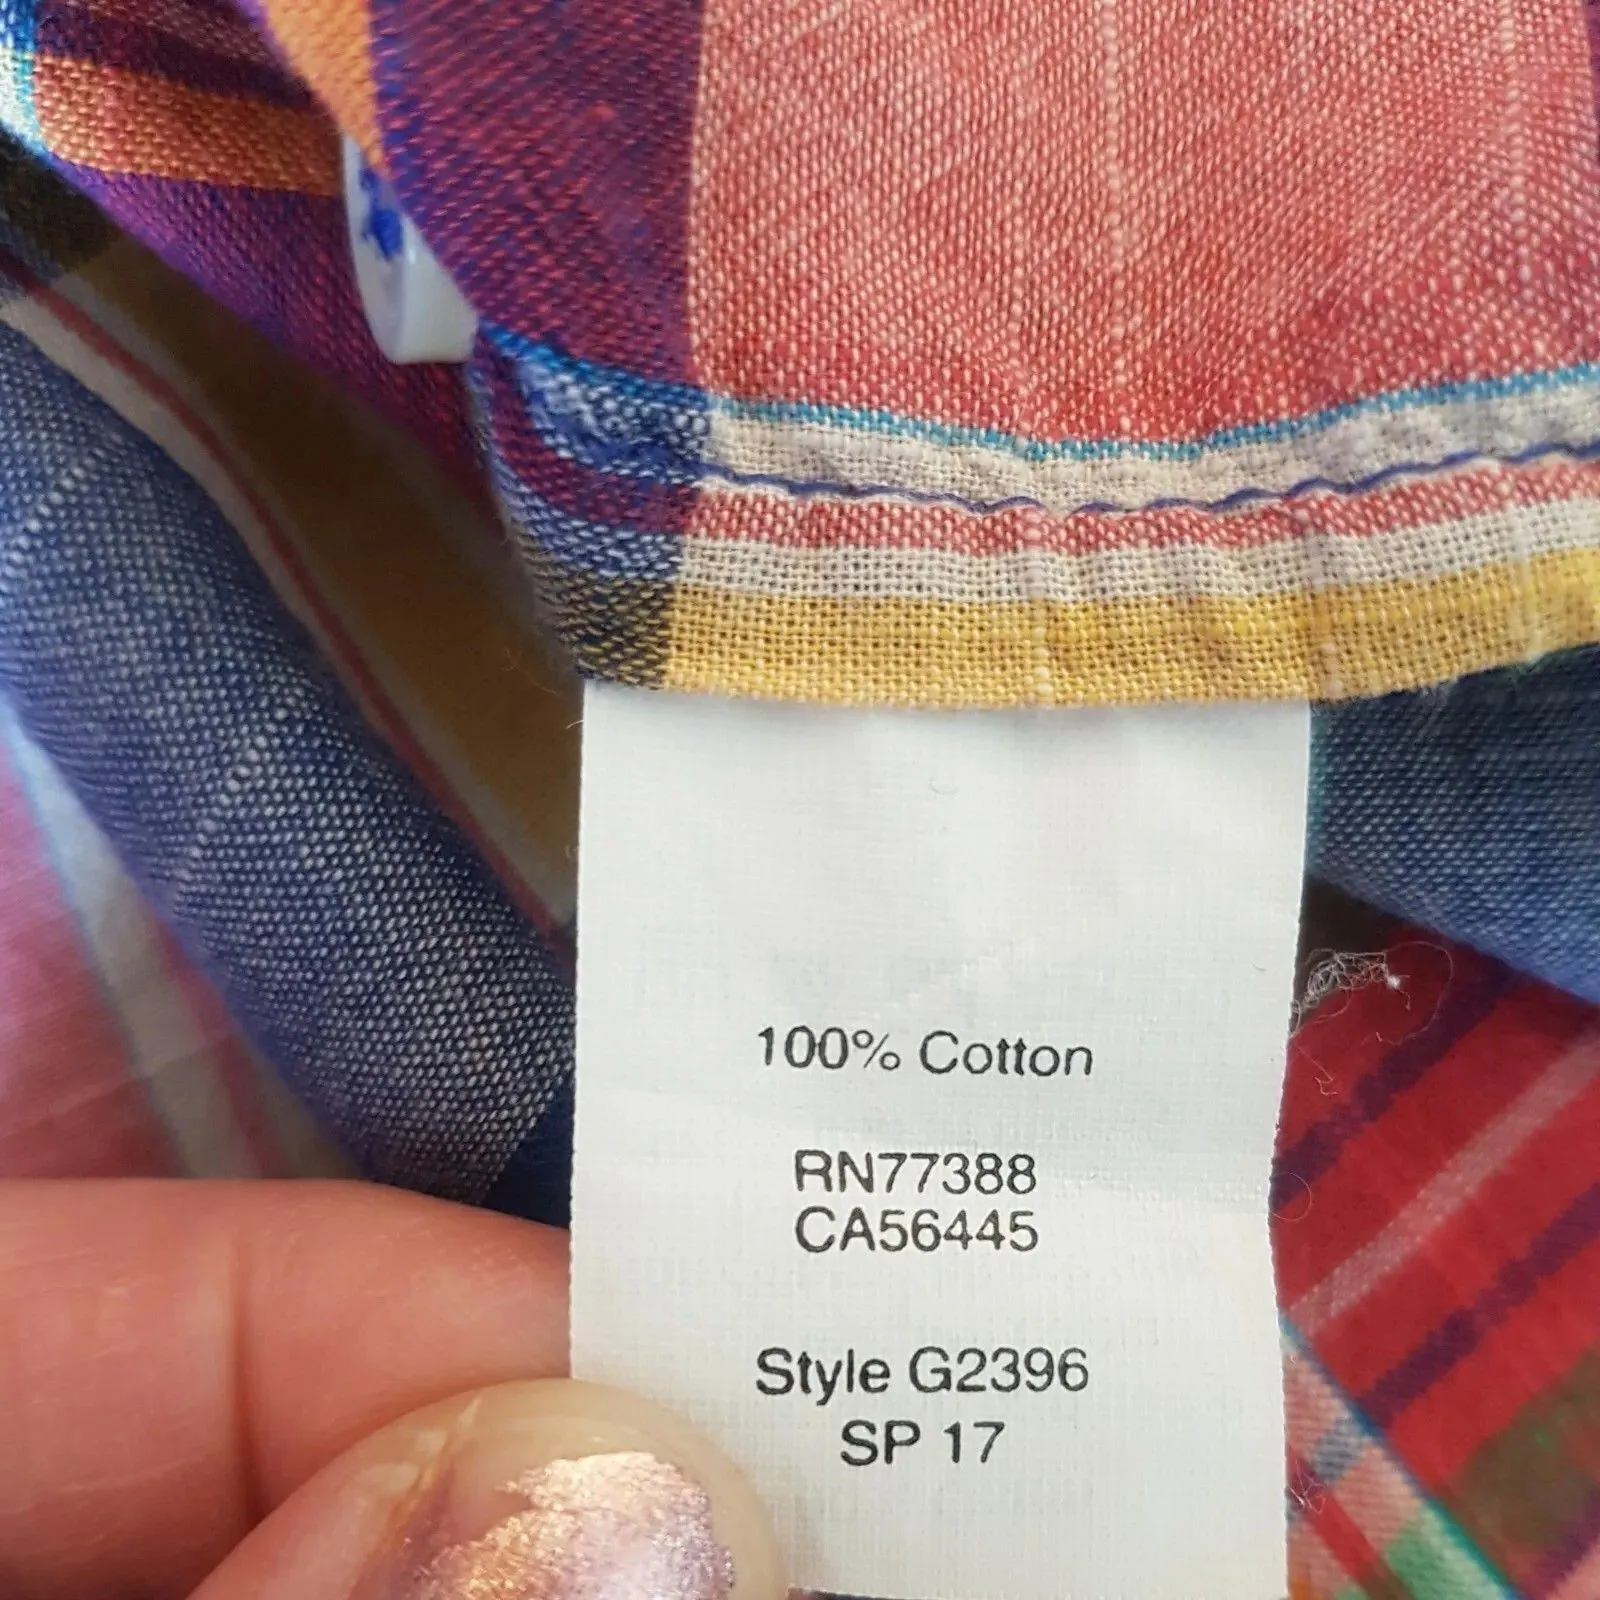 100% Cotton
RN77388
CA56445
Style G2396
SP 17